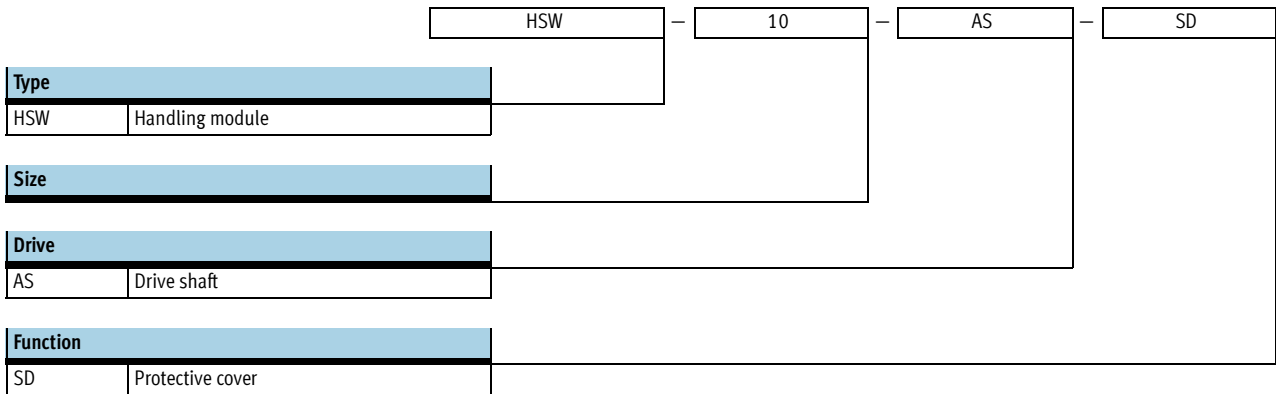 HSW – 10 – AS – SD
Type
HSW Handling module
Size
Drive
AS Drive shaft
Function
SD Protective cover